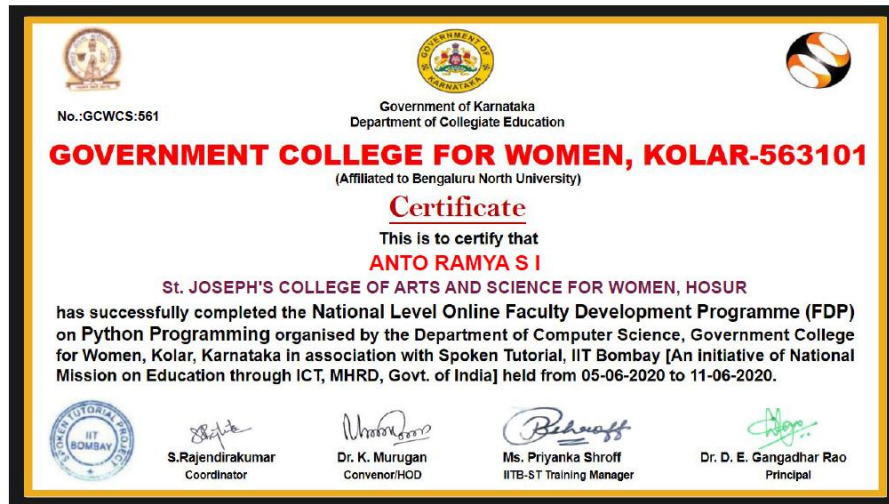 GOVERNMENT OF
KARNATAKA
No.:GCWCS:561
Government of Karnataka
Department of Collegiate Education
GOVERNMENT COLLEGE FOR WOMEN, KOLAR-563101
(Affiliated to Bengaluru North University)
Certificate
This is to certify that
ANTO RAMYA S I
St. JOSEPH'S COLLEGE OF ARTS AND SCIENCE FOR WOMEN, HOSUR
has successfully completed the National Level Online Faculty Development Programme (FDP)
on Python Programming organised by the Department of Computer Science, Government College
for Women, Kolar, Karnataka in association with Spoken Tutorial, IIT Bombay [An initiative of National
Mission on Education through ICT, MHRD, Govt. of India] held from 05-06-2020 to 11-06-2020.
SPOKEN TUTORIAL PROJECT
IIT
BOMBAY
S.Rajendirakumar
Coordinator
Dr. K. Murugan
Convenor/HOD
Ms. Priyanka Shroff
IITB-ST Training Manager
Dr. D. E. Gangadhar Rao
Principal